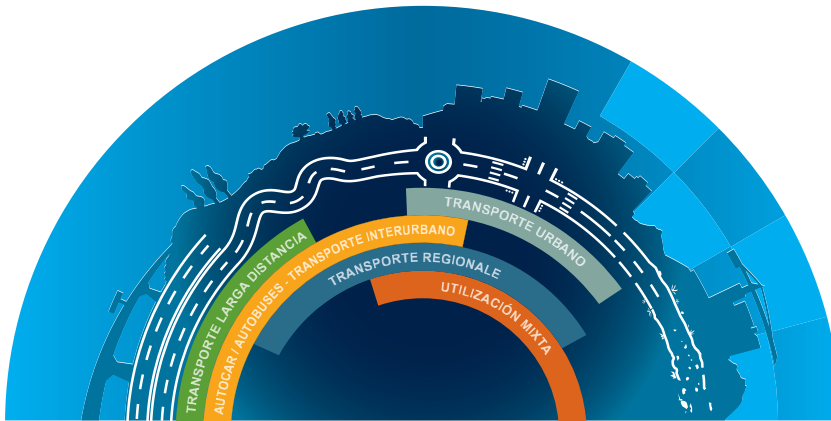 TRANSPORTE LARGA DISTANCIA
AUTOCAR / AUTOBUSES - TRANSPORTE INTERURBANO
TRANSPORTE REGIONALE
TRANSPORTE URBANO
UTILIZACIÓN MIXTA